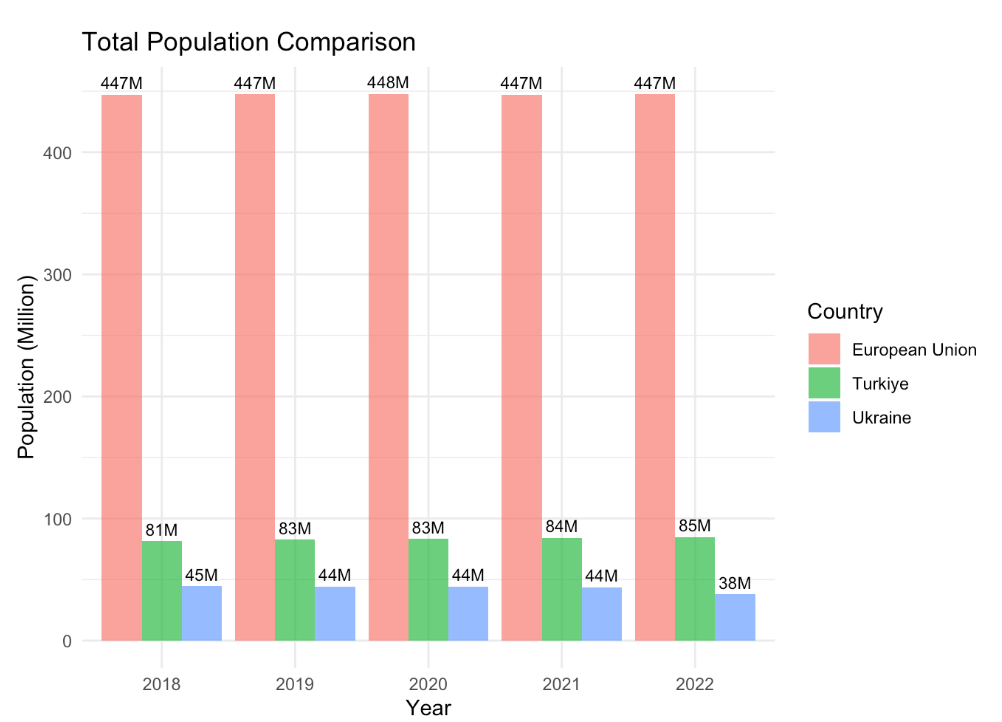 Total Population Comparison
447M 447M 448M 447M 447M
400
300
200
100
0
Population (Million)
81M 83M 83M 84M 85M
45M 44M 44M 44M 38M
2018 2019 2020 2021 2022
Year
Country
European Union
Turkiye
Ukraine